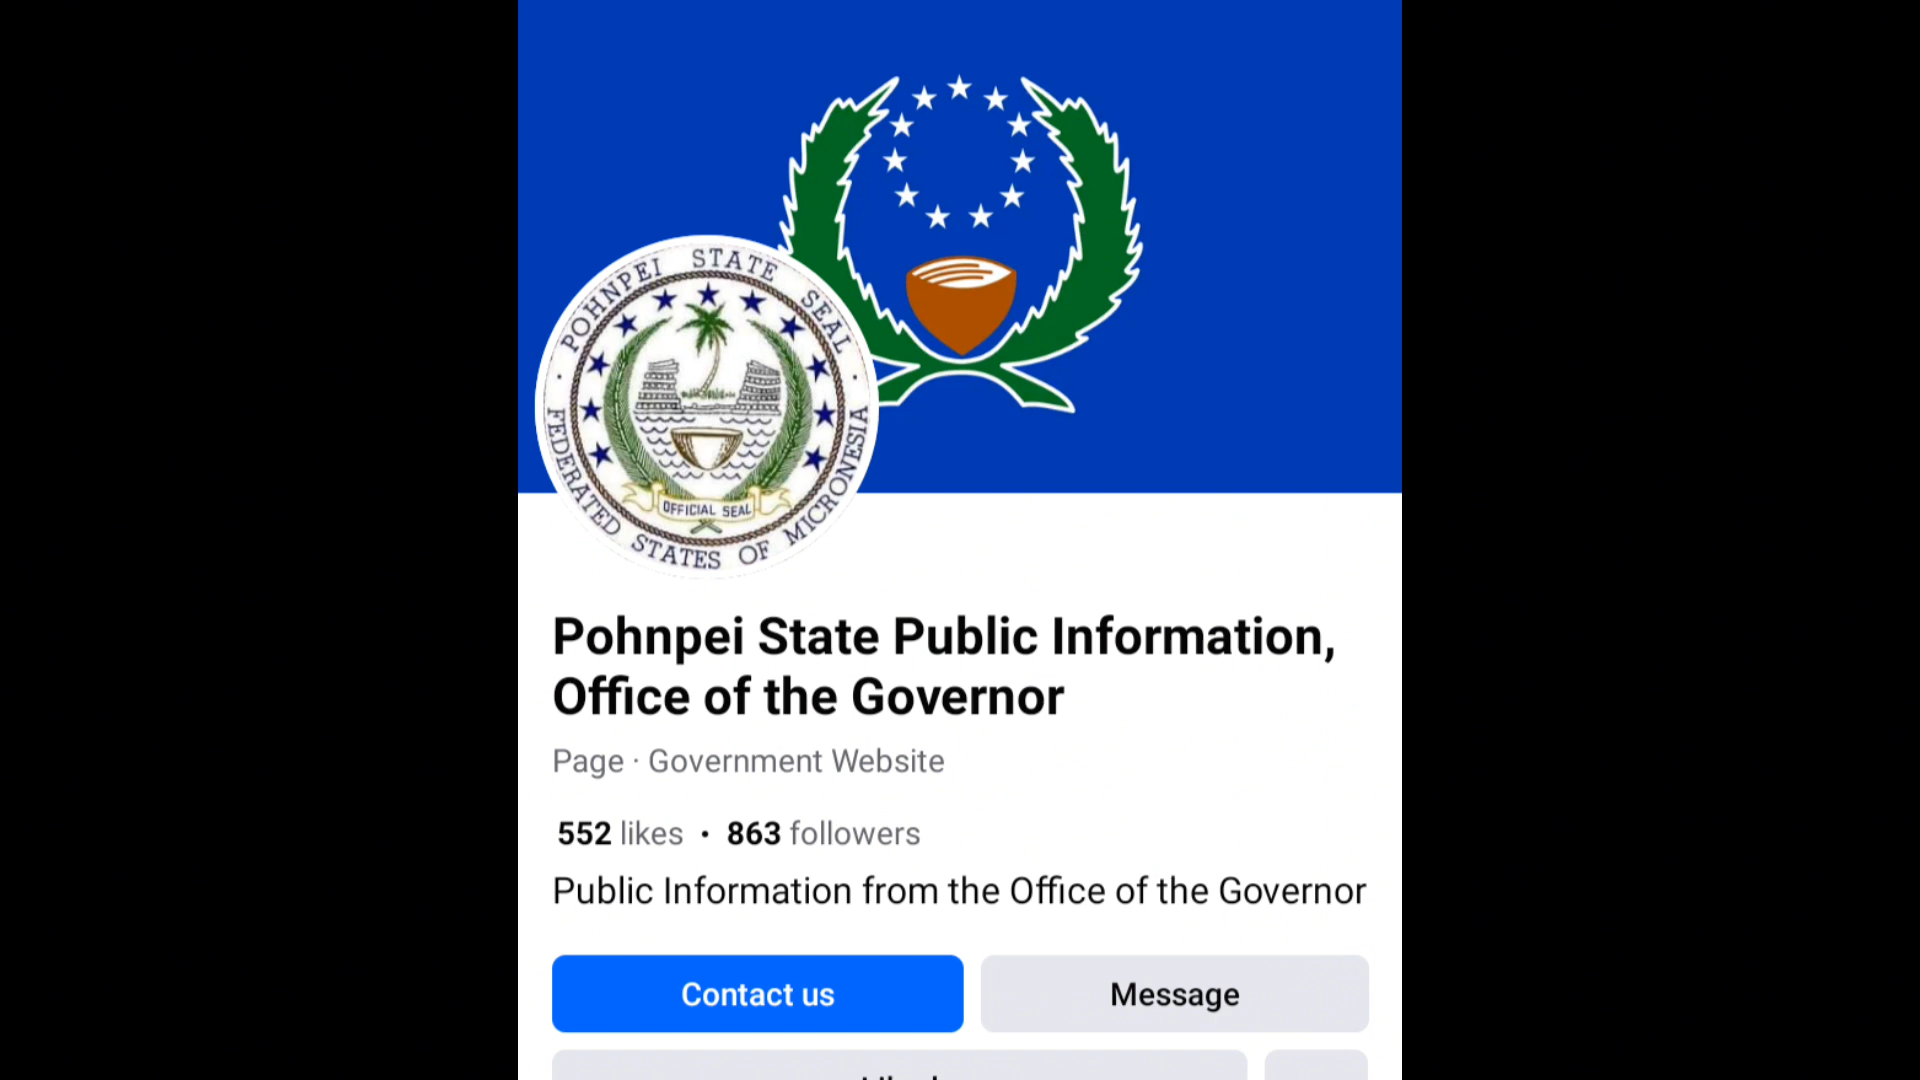 POHNPEI STATE SEAL
FEDERATED STATES OF MICRONESIA
OFFICIAL SEAL
Pohnpei State Public Information,
Office of the Governor
Page · Government Website
552 likes • 863 followers
Public Information from the Office of the Governor
Contact us
Message